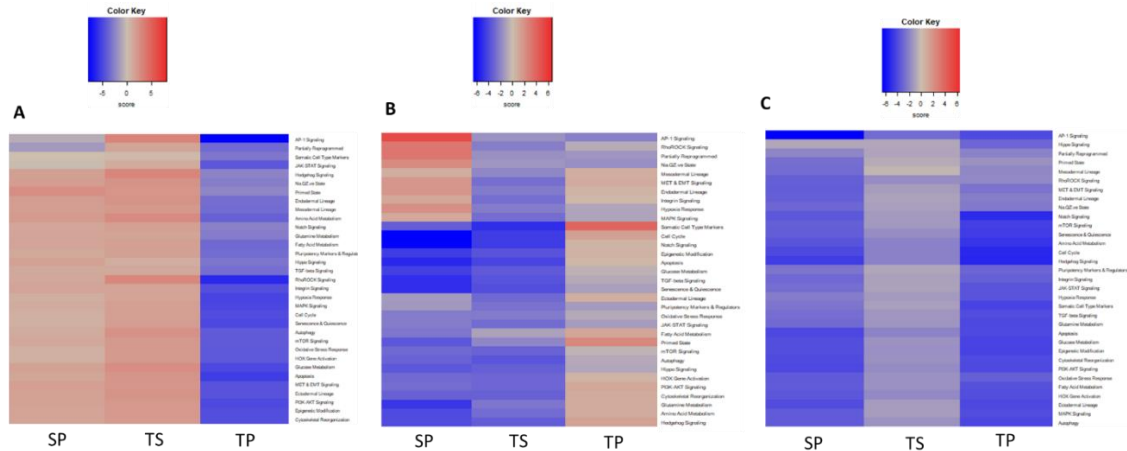 Color Key
-5 0 5
score
A
AP-1 Signaling
Partially Reprogrammed
Somatic Cell Type Markers
JAK-STAT Signaling
Hedgehog Signaling
Primed State
Endodermal Lineage
Mesodermal Lineage
Amino Acid Metabolism
Notch Signaling
Glutamine Metabolism
Fatty Acid Metabolism
Pluripotency Markers & Regulators
Hippo Signaling
TGF-beta Signaling
RhoROCK Signaling
Integrin Signaling
Hypoxia Response
MAPK Signaling
Cell Cycle
Senescence & Quiescence
Autophagy
mTOR Signaling
Oxidative Stress Response
HOX Gene Activation
Glucose Metabolism
Apoptosis
MET & EMT Signaling
Ectodermal Lineage
PI3K-AKT Signaling
Epigenetic Modification
Cytoskeletal Reorganization
SP TS TP
Color Key
-6 -4 -2 0 2 4 6
score
B
AP-1 Signaling
RhoROCK Signaling
Partially Reprogrammed
Mesodermal Lineage
MET & EMT Signaling
Endodermal Lineage
Integrin Signaling
Hypoxia Response
MAPK Signaling
Somatic Cell Type Markers
Cell Cycle
Notch Signaling
Epigenetic Modification
Apoptosis
Glucose Metabolism
TGF-beta Signaling
Senescence & Quiescence
Ectodermal Lineage
Pluripotency Markers & Regulators
Oxidative Stress Response
JAK-STAT Signaling
Fatty Acid Metabolism
Primed State
mTOR Signaling
Autophagy
Hippo Signaling
HOX Gene Activation
PI3K-AKT Signaling
Cytoskeletal Reorganization
Glutamine Metabolism
Amino Acid Metabolism
Hedgehog Signaling
SP TS TP
Color Key
-6 -4 -2 0 2 4 6
score
C
AP-1 Signaling
Hippo Signaling
Partially Reprogrammed
Primed State
Mesodermal Lineage
RhoROCK Signaling
MET & EMT Signaling
Endodermal Lineage
Notch Signaling
mTOR Signaling
Senescence & Quiescence
Amino Acid Metabolism
Cell Cycle
Hedgehog Signaling
Pluripotency Markers & Regulators
Integrin Signaling
JAK-STAT Signaling
Hypoxia Response
Somatic Cell Type Markers
TGF-beta Signaling
Glutamine Metabolism
Apoptosis
Glucose Metabolism
Epigenetic Modification
Cytoskeletal Reorganization
PI3K-AKT Signaling
Oxidative Stress Response
Fatty Acid Metabolism
HOX Gene Activation
Ectodermal Lineage
MAPK Signaling
Autophagy
SP TS TP